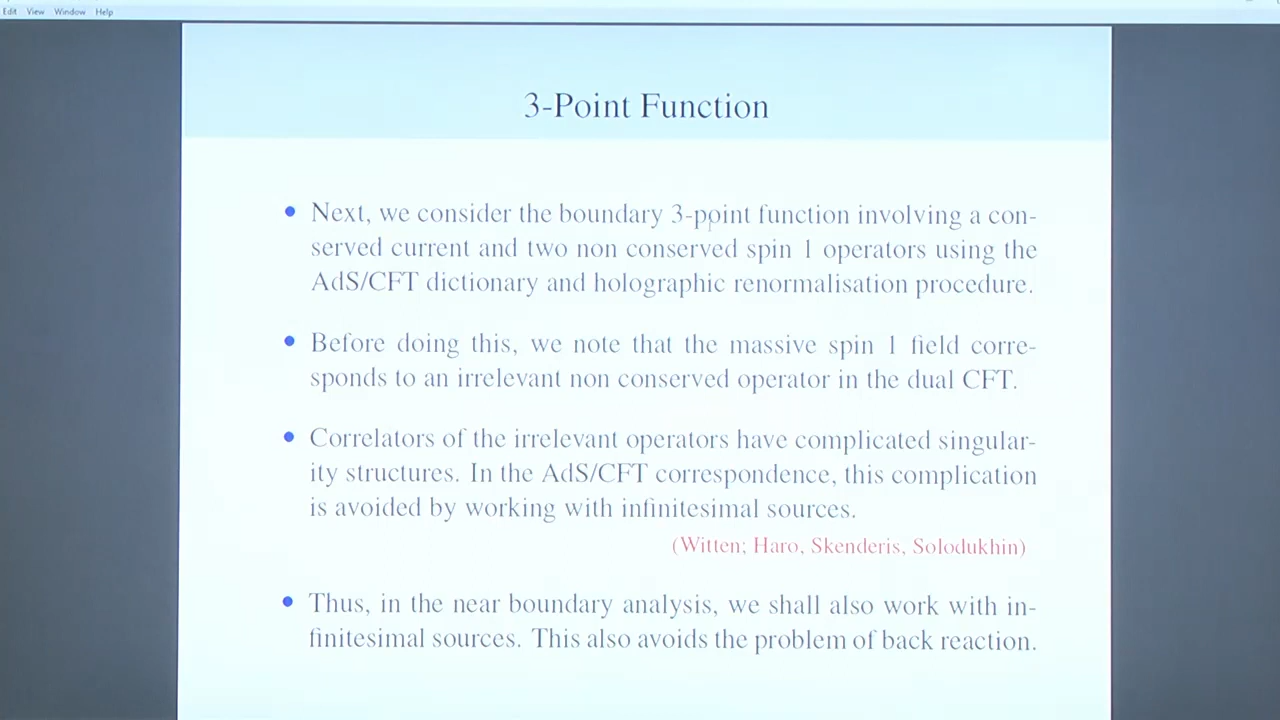 Edit View Window Help
3-Point Function
• Next, we consider the boundary 3-point function involving a con-
served current and two non conserved spin 1 operators using the
AdS/CFT dictionary and holographic renormalisation procedure.
• Before doing this, we note that the massive spin 1 field corre-
sponds to an irrelevant non conserved operator in the dual CFT.
• Correlators of the irrelevant operators have complicated singular-
ity structures. In the AdS/CFT correspondence, this complication
is avoided by working with infinitesimal sources.
(Witten; Haro, Skenderis, Solodukhin)
• Thus, in the near boundary analysis, we shall also work with in-
finitesimal sources. This also avoids the problem of back reaction.